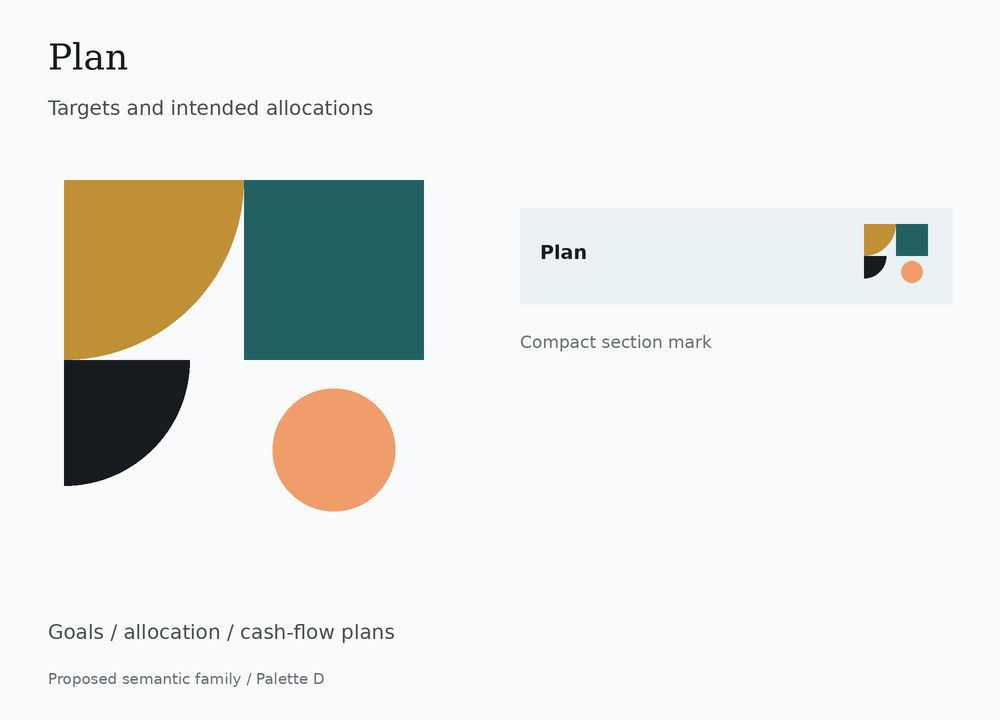 Plan
Targets and intended allocations
Plan
Compact section mark
Goals / allocation / cash-flow plans
Proposed semantic family / Palette D